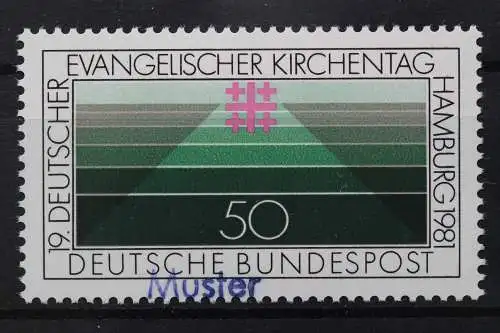 19. DEUTSCHER
EVANGELISCHER KIRCHENTAG
HAMBURG 1981
50
DEUTSCHE BUNDESPOST
Muster